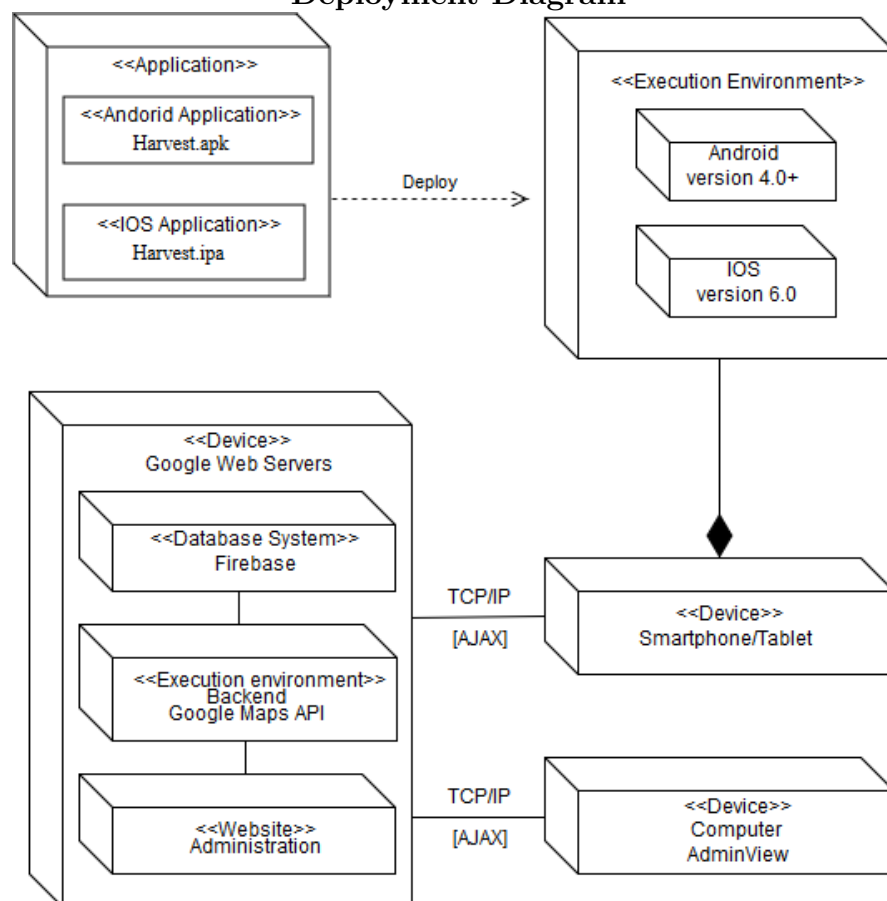 Deployment Diagram
<<Application>>
<<Andorid Application>>
Harvest.apk
<<IOS Application>>
Harvest.ipa
Deploy
<<Execution Environment>>
Android
version 4.0+
IOS
version 6.0
<<Device>>
Google Web Servers
<<Database System>>
Firebase
<<Execution environment>>
Backend
Google Maps API
<<Website>>
Administration
TCP/IP
[AJAX]
<<Device>>
Smartphone/Tablet
TCP/IP
[AJAX]
<<Device>>
Computer
AdminView